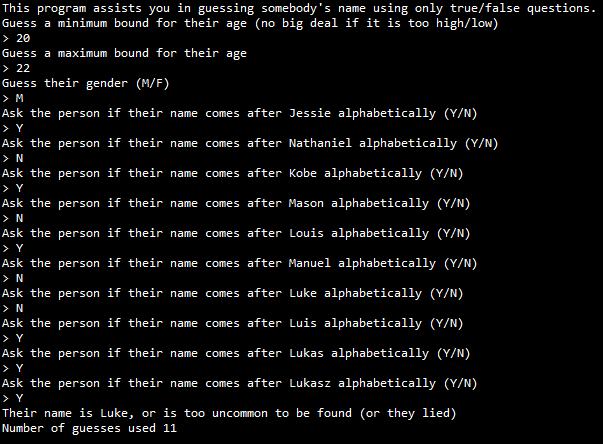 This program assists you in guessing somebody's name using only true/false questions.
Guess a minimum bound for their age (no big deal if it is too high/low)
> 20
Guess a maximum bound for their age
> 22
Guess their gender (M/F)
> M
Ask the person if their name comes after Jessie alphabetically (Y/N)
> Y
Ask the person if their name comes after Nathaniel alphabetically (Y/N)
> N
Ask the person if their name comes after Kobe alphabetically (Y/N)
> Y
Ask the person if their name comes after Mason alphabetically (Y/N)
> N
Ask the person if their name comes after Louis alphabetically (Y/N)
> Y
Ask the person if their name comes after Manuel alphabetically (Y/N)
> N
Ask the person if their name comes after Luke alphabetically (Y/N)
> N
Ask the person if their name comes after Luis alphabetically (Y/N)
> Y
Ask the person if their name comes after Lukas alphabetically (Y/N)
> Y
Ask the person if their name comes after Lukasz alphabetically (Y/N)
> Y
Their name is Luke, or is too uncommon to be found (or they lied)
Number of guesses used 11